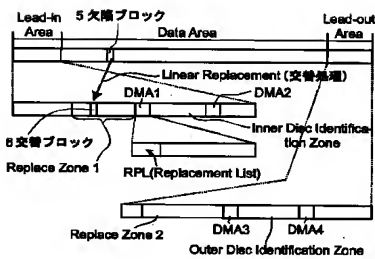 Lead-in
Area
5 欠陥ブロック
Data Area
Lead-out
Area
Linear Replacement (交替処理)
DMA1
DMA2
6 交替ブロック
Replace Zone 1
Inner Disc Identifica-
tion Zone
RPL(Replacement List)
Replace Zone 2
DMA3
DMA4
Outer Disc Identification Zone